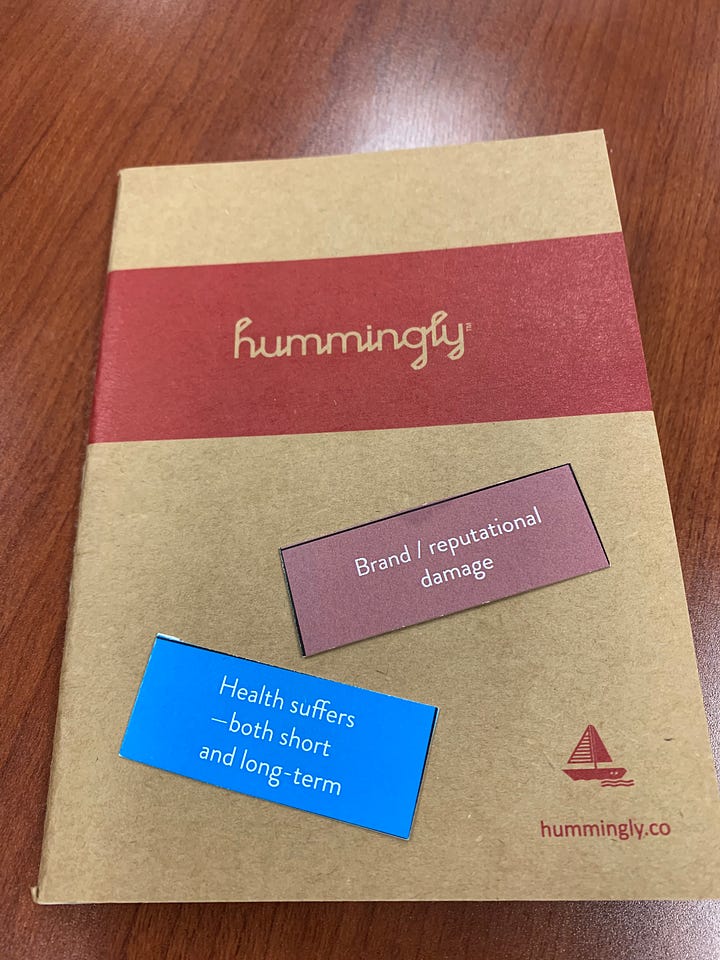 hummingly™
Brand / reputational
damage
Health suffers
—both short
and long-term
hummingly.co